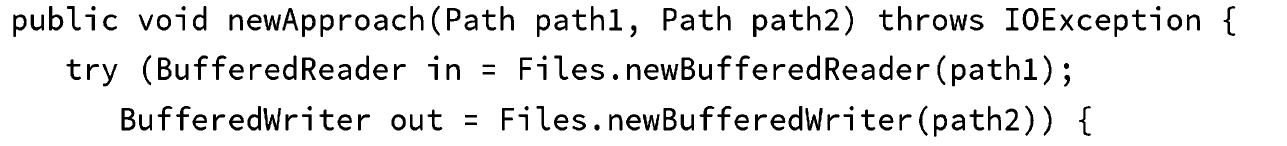 public void newApproach(Path path1, Path path2) throws IOException {
try (BufferedReader in = Files.newBufferedReader(path1);
BufferedWriter out = Files.newBufferedWriter(path2)) {